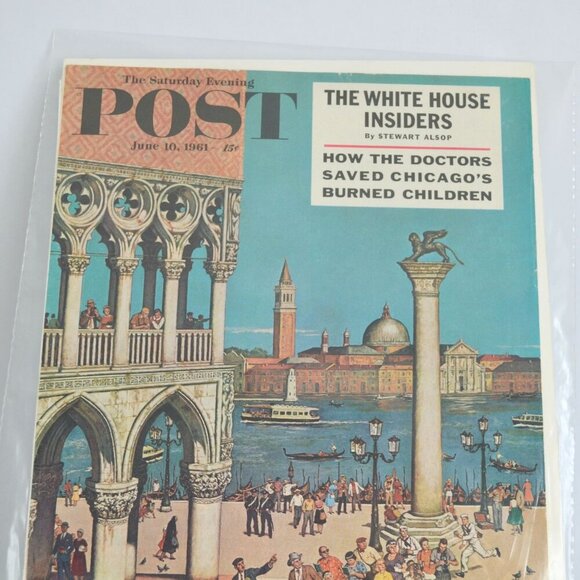 The Saturday Evening
POST
June 10, 1961 - 15¢
THE WHITE HOUSE
INSIDERS
By STEWART ALSOP
HOW THE DOCTORS
SAVED CHICAGO'S
BURNED CHILDREN